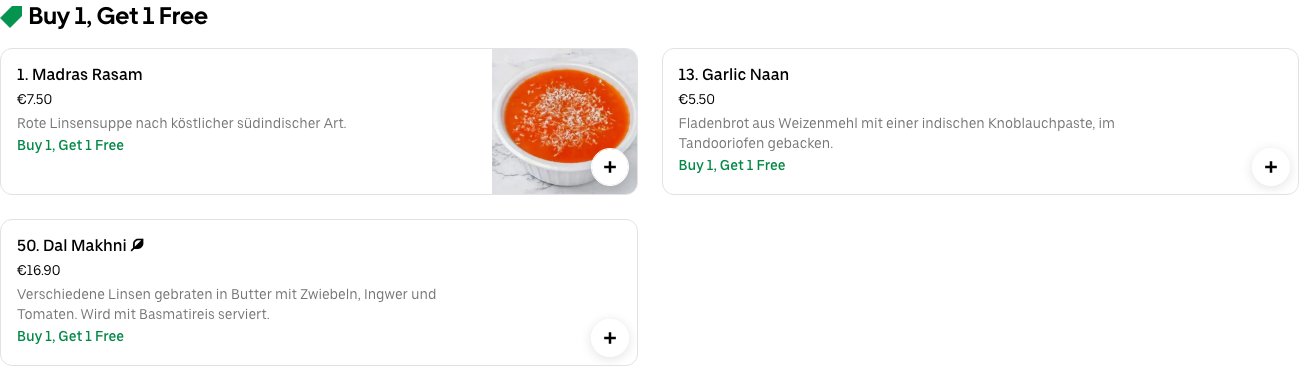 Buy 1, Get 1 Free
1. Madras Rasam
€7.50
Rote Linsensuppe nach köstlicher südindischer Art.
Buy 1, Get 1 Free
13. Garlic Naan
€5.50
Fladenbrot aus Weizenmehl mit einer indischen Knoblauchpaste, im
Tandooriofen gebacken.
Buy 1, Get 1 Free
50. Dal Makhni
€16.90
Verschiedene Linsen gebraten in Butter mit Zwiebeln, Ingwer und
Tomaten. Wird mit Basmatireis serviert.
Buy 1, Get 1 Free